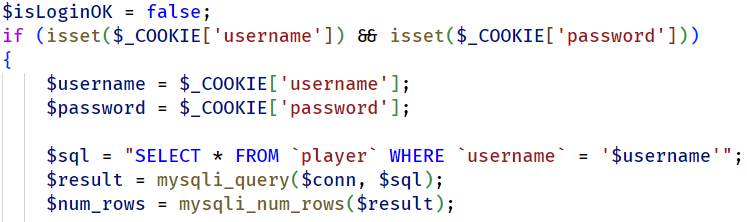 $isLoginOK = false;
if (isset($_COOKIE['username']) && isset($_COOKIE['password']))
{
    $username = $_COOKIE['username'];
    $password = $_COOKIE['password'];

    $sql = "SELECT * FROM `player` WHERE `username` = '$username'";
    $result = mysqli_query($conn, $sql);
    $num_rows = mysqli_num_rows($result);